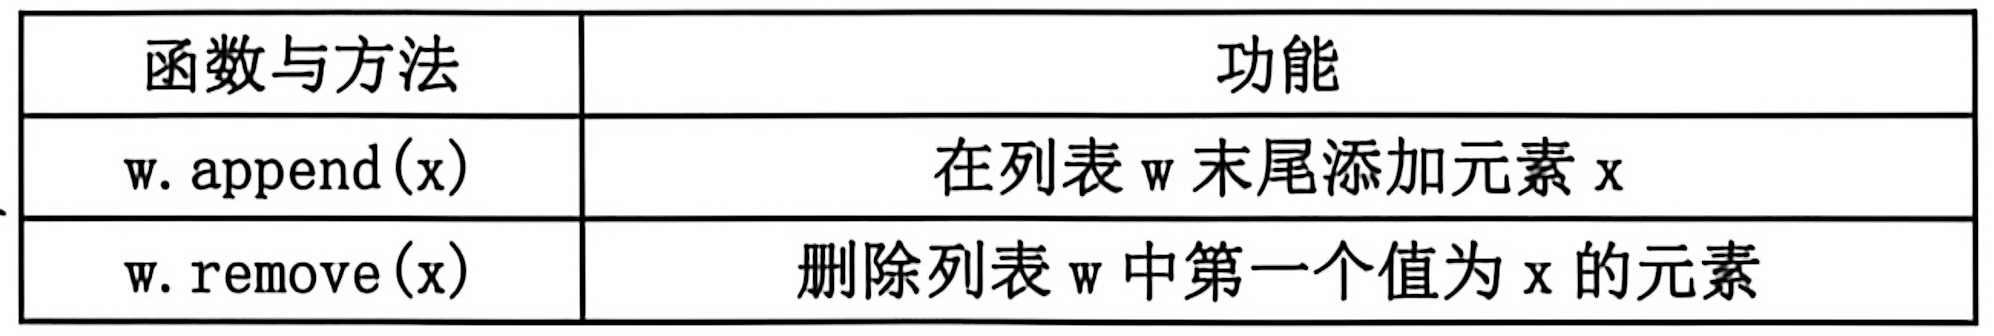 函数与方法 功能
w.append(x) 在列表 w 末尾添加元素 x
w.remove(x) 删除列表 w 中第一个值为 x 的元素